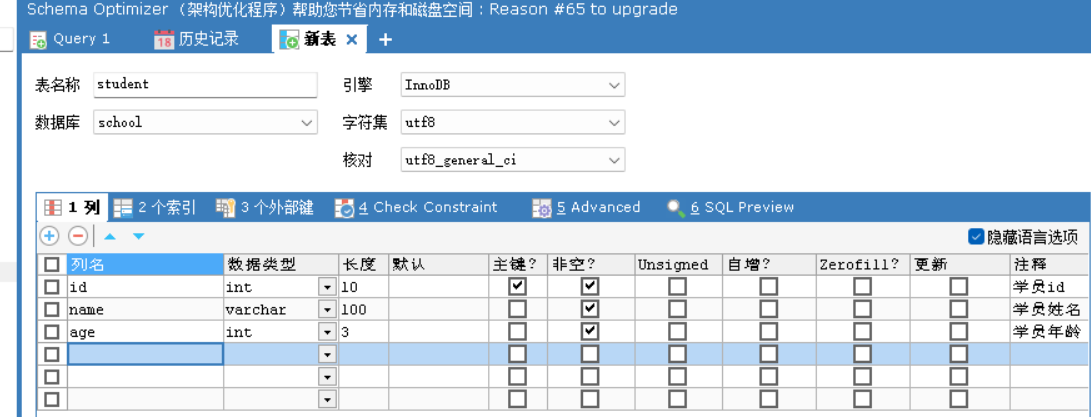 Schema Optimizer （架构优化程序）帮助您节省内存和磁盘空间：Reason #65 to upgrade
Query 1 18 历史记录 新表 × +
表名称 student 引擎 InnoDB
数据库 school 字符集 utf8
核对 utf8_general_ci
1 列 2 个索引 3 个外部键 4 Check Constraint 5 Advanced 6 SQL Preview
隐藏语言选项
列名 数据类型 长度 默认 主键? 非空? Unsigned 自增? Zerofill? 更新 注释
id int 10 学员id
name varchar 100 学员姓名
age int 3 学员年龄